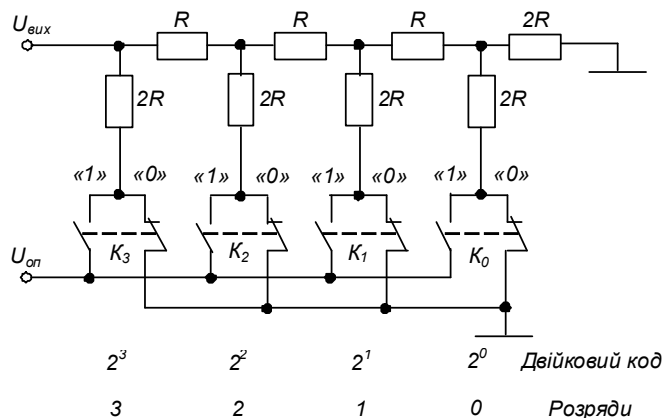 Uвих R R R 2R
2R 2R 2R 2R
«1» «0» «1» «0» «1» «0» «1» «0»
K3 K2 K1 K0
Uоп
2³ 2² 2¹ 2⁰ Двійковий код
3 2 1 0 Розряди